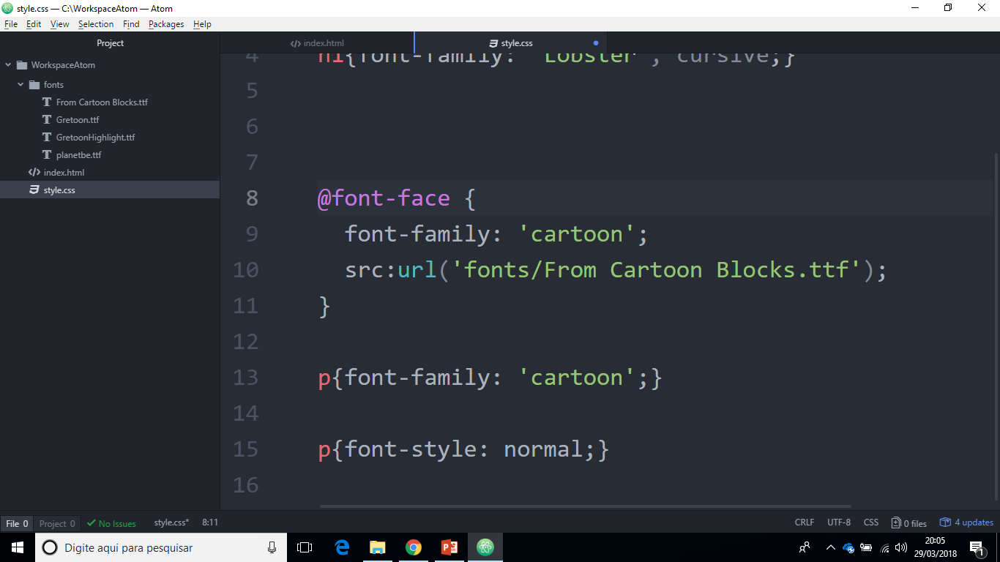 style.css — C:\WorkspaceAtom — Atom
File Edit View Selection Find Packages Help
Project
index.html
style.css
WorkspaceAtom
fonts
From Cartoon Blocks.ttf
Gretoon.ttf
GretoonHighlight.ttf
planetbe.ttf
index.html
style.css
4 h1{font-family: 'Lobster', cursive;}
5
6
7
8 @font-face {
9 font-family: 'cartoon';
10 src:url('fonts/From Cartoon Blocks.ttf');
11 }
12
13 p{font-family: 'cartoon';}
14
15 p{font-style: normal;}
16
File 0 Project 0 No Issues style.css* 8:11 CRLF UTF-8 CSS 0 files 4 updates
Digite aqui para pesquisar
20:05
29/03/2018
1